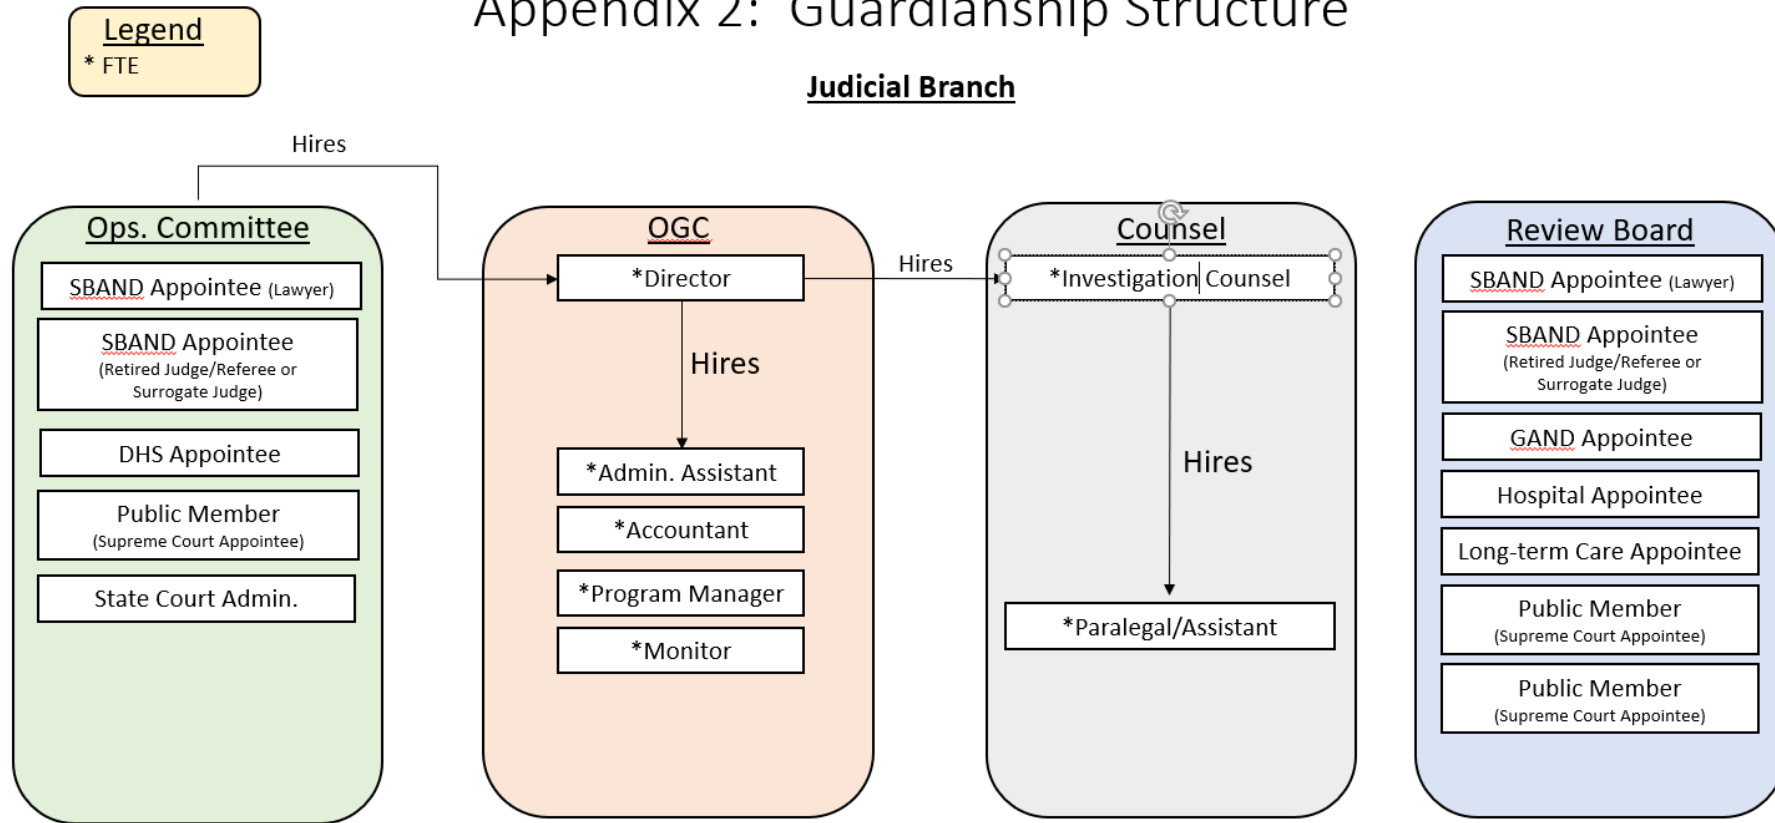 Appendix 2: Guardianship Structure
Legend
* FTE
Judicial Branch
Hires
Ops. Committee
SBAND Appointee (Lawyer)
SBAND Appointee
(Retired Judge/Referee or
Surrogate Judge)
DHS Appointee
Public Member
(Supreme Court Appointee)
State Court Admin.
OGC
*Director
Hires
Hires
*Admin. Assistant
*Accountant
*Program Manager
*Monitor
Counsel
*Investigation Counsel
Hires
*Paralegal/Assistant
Review Board
SBAND Appointee (Lawyer)
SBAND Appointee
(Retired Judge/Referee or
Surrogate Judge)
GAND Appointee
Hospital Appointee
Long-term Care Appointee
Public Member
(Supreme Court Appointee)
Public Member
(Supreme Court Appointee)